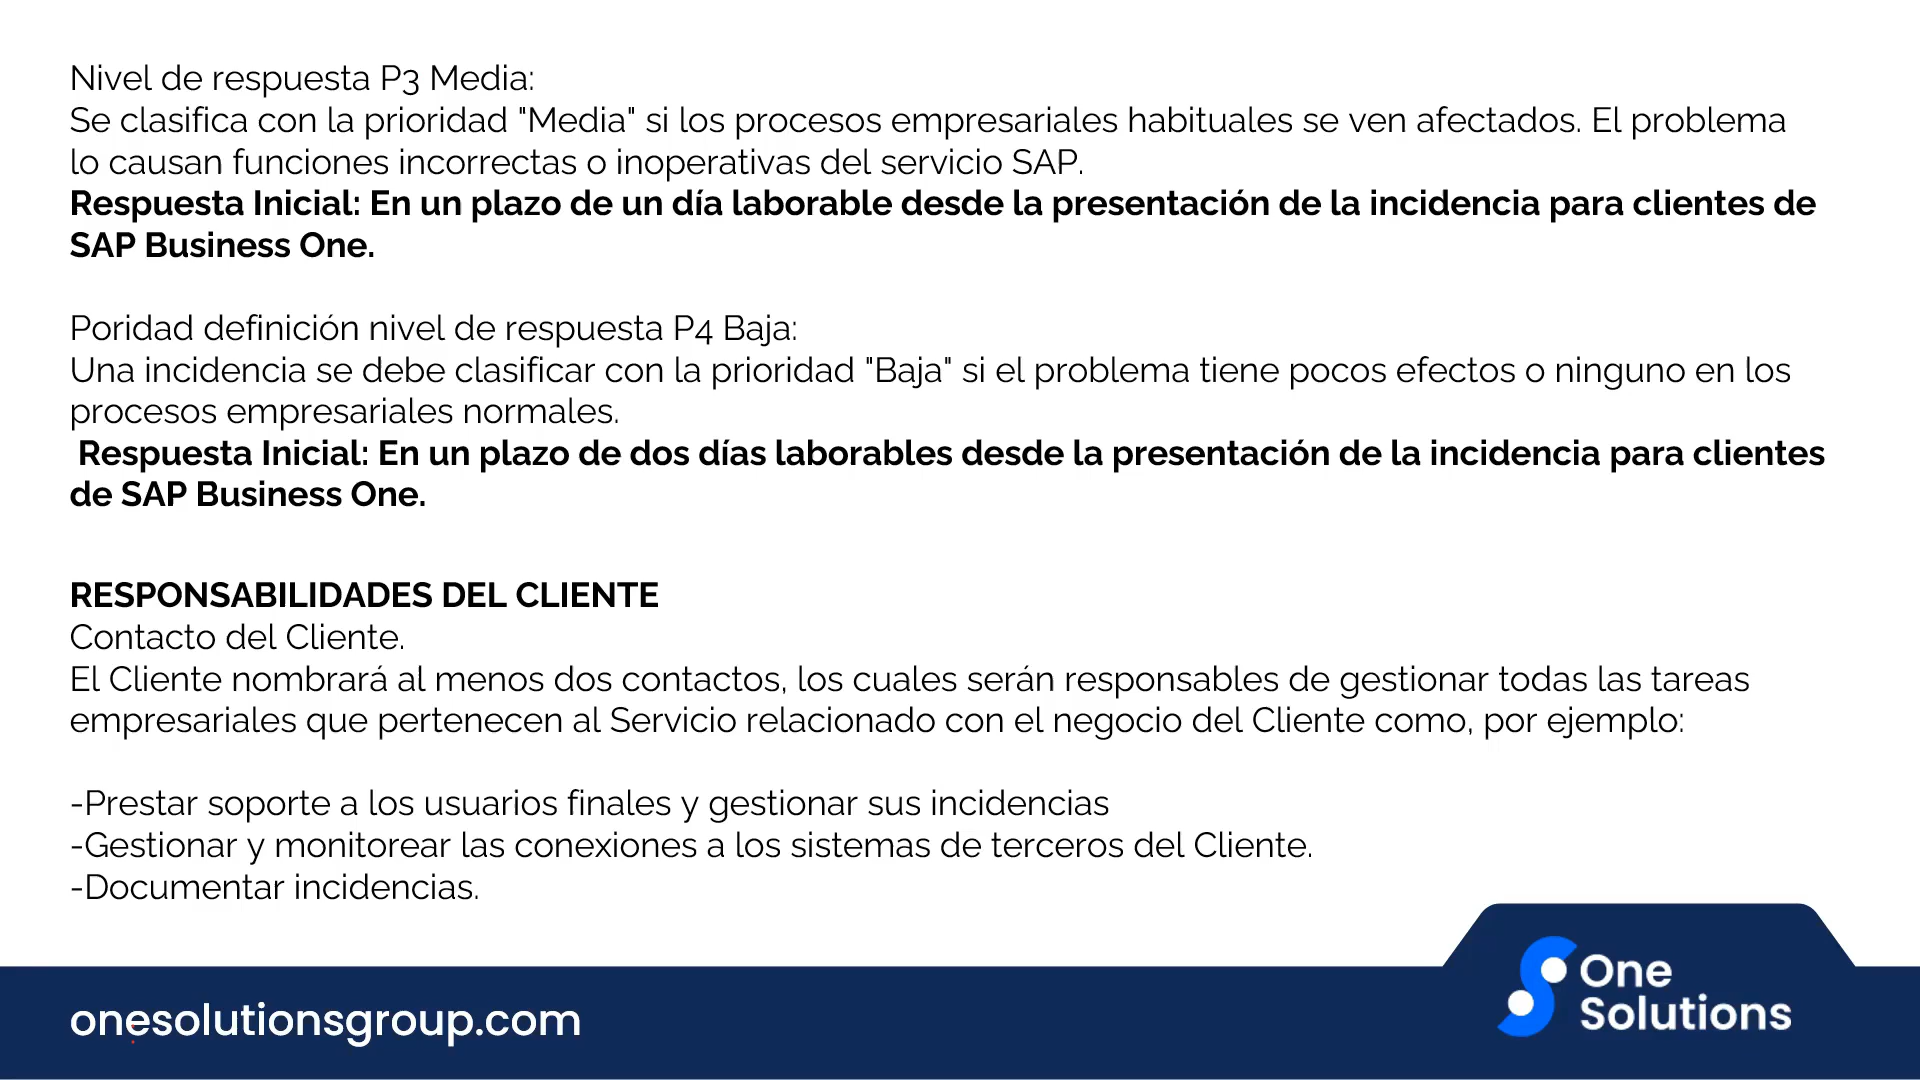 Nivel de respuesta P3 Media:
Se clasifica con la prioridad "Media" si los procesos empresariales habituales se ven afectados. El problema
lo causan funciones incorrectas o inoperativas del servicio SAP.
Respuesta Inicial: En un plazo de un día laborable desde la presentación de la incidencia para clientes de
SAP Business One.
Poridad definición nivel de respuesta P4 Baja:
Una incidencia se debe clasificar con la prioridad "Baja" si el problema tiene pocos efectos o ninguno en los
procesos empresariales normales.
Respuesta Inicial: En un plazo de dos días laborables desde la presentación de la incidencia para clientes
de SAP Business One.
RESPONSABILIDADES DEL CLIENTE
Contacto del Cliente.
El Cliente nombrará al menos dos contactos, los cuales serán responsables de gestionar todas las tareas
empresariales que pertenecen al Servicio relacionado con el negocio del Cliente como, por ejemplo:
-Prestar soporte a los usuarios finales y gestionar sus incidencias
-Gestionar y monitorear las conexiones a los sistemas de terceros del Cliente.
-Documentar incidencias.
onesolutionsgroup.com
One
Solutions